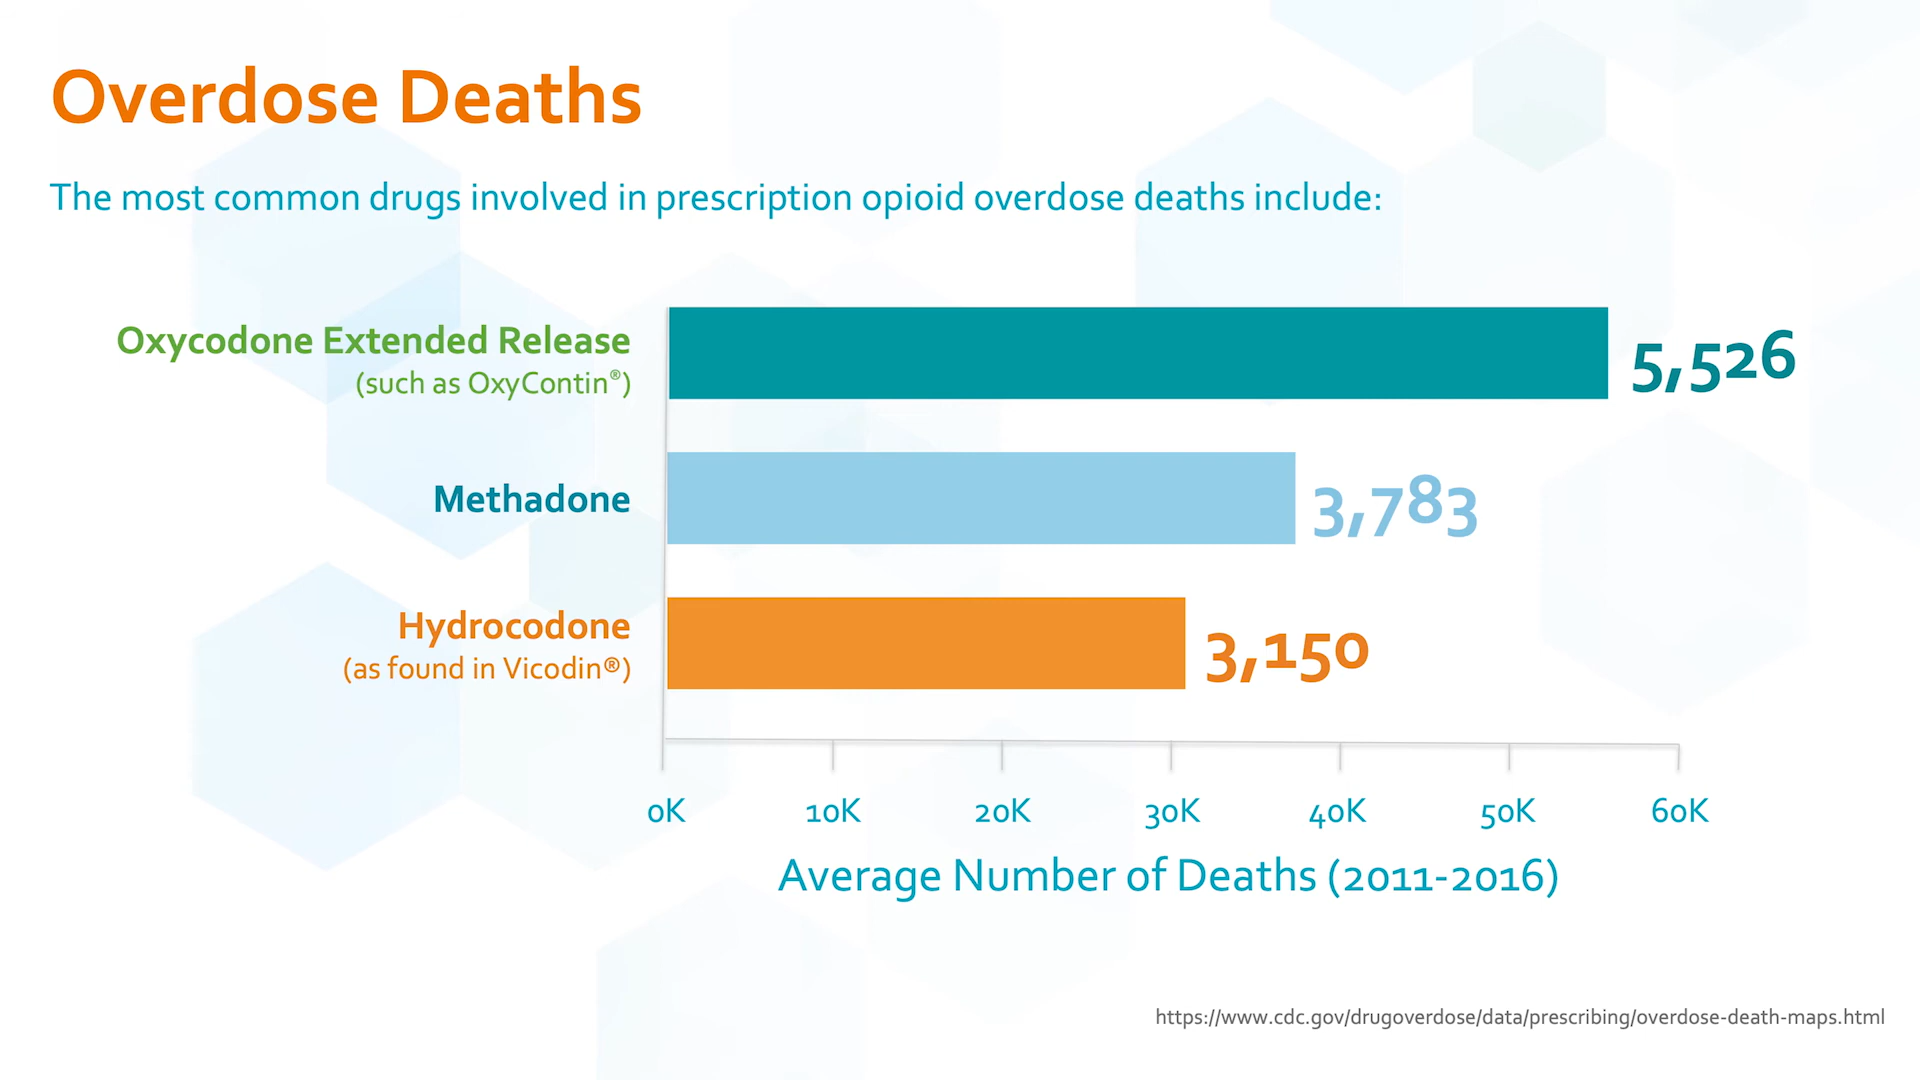 Overdose Deaths
The most common drugs involved in prescription opioid overdose deaths include:
Oxycodone Extended Release
(such as OxyContin®)
5,526
Methadone
3,783
Hydrocodone
(as found in Vicodin®)
3,150
0K 10K 20K 30K 40K 50K 60K
Average Number of Deaths (2011-2016)
https://www.cdc.gov/drugoverdose/data/prescribing/overdose-death-maps.html